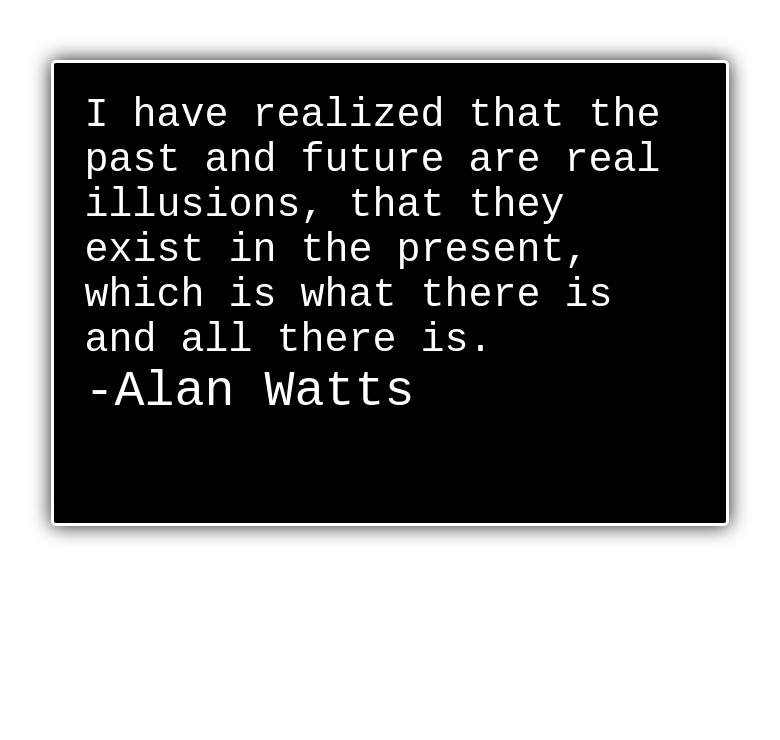 I have realized that the
past and future are real
illusions, that they
exist in the present,
which is what there is
and all there is.
-Alan Watts